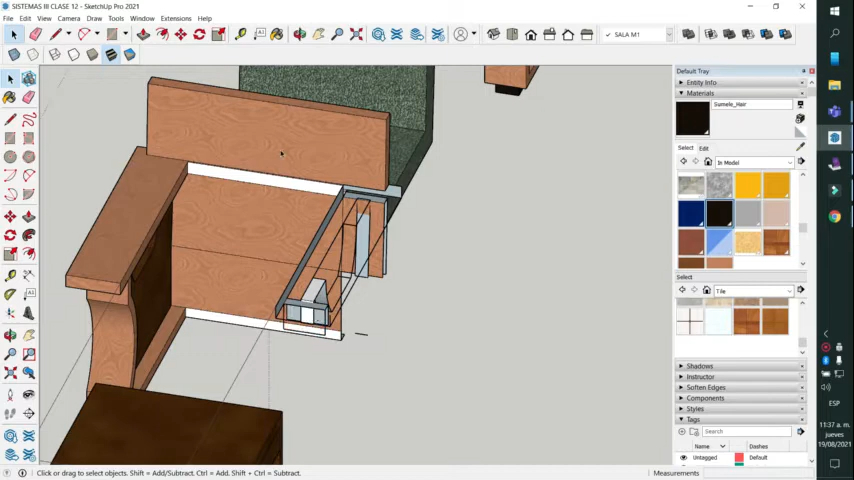 SISTEMAS III CLASE 12 - SketchUp Pro 2021
File Edit View Camera Draw Tools Window Extensions Help
SALA M1
Default Tray
Entity Info
Materials
Sumele_Hair
Select Edit
In Model
Select
Tile
Shadows
Instructor
Soften Edges
Components
Styles
Tags
Search
Name Dashes
Untagged Default
Click or drag to select objects. Shift = Add/Subtract. Ctrl = Add. Shift + Ctrl = Subtract.
Measurements
ESP
11:37 a. m.
jueves
19/08/2021